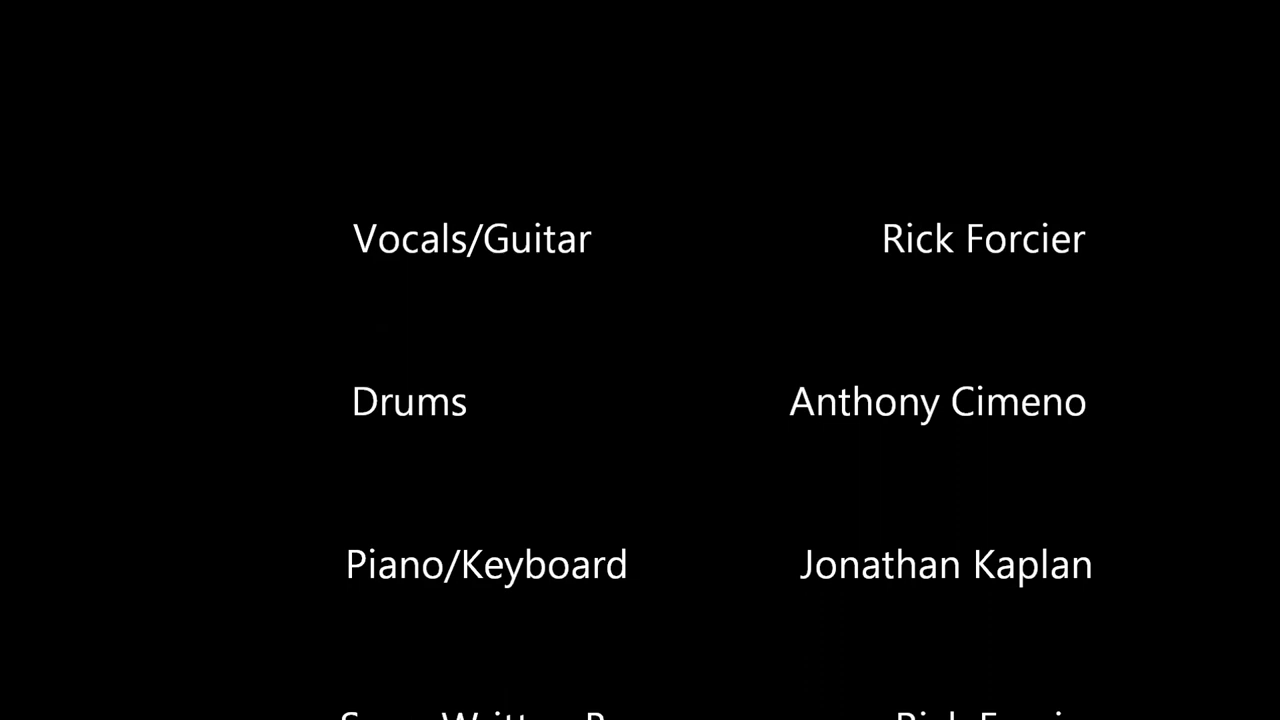 Vocals/Guitar Rick Forcier
Drums Anthony Cimeno
Piano/Keyboard Jonathan Kaplan